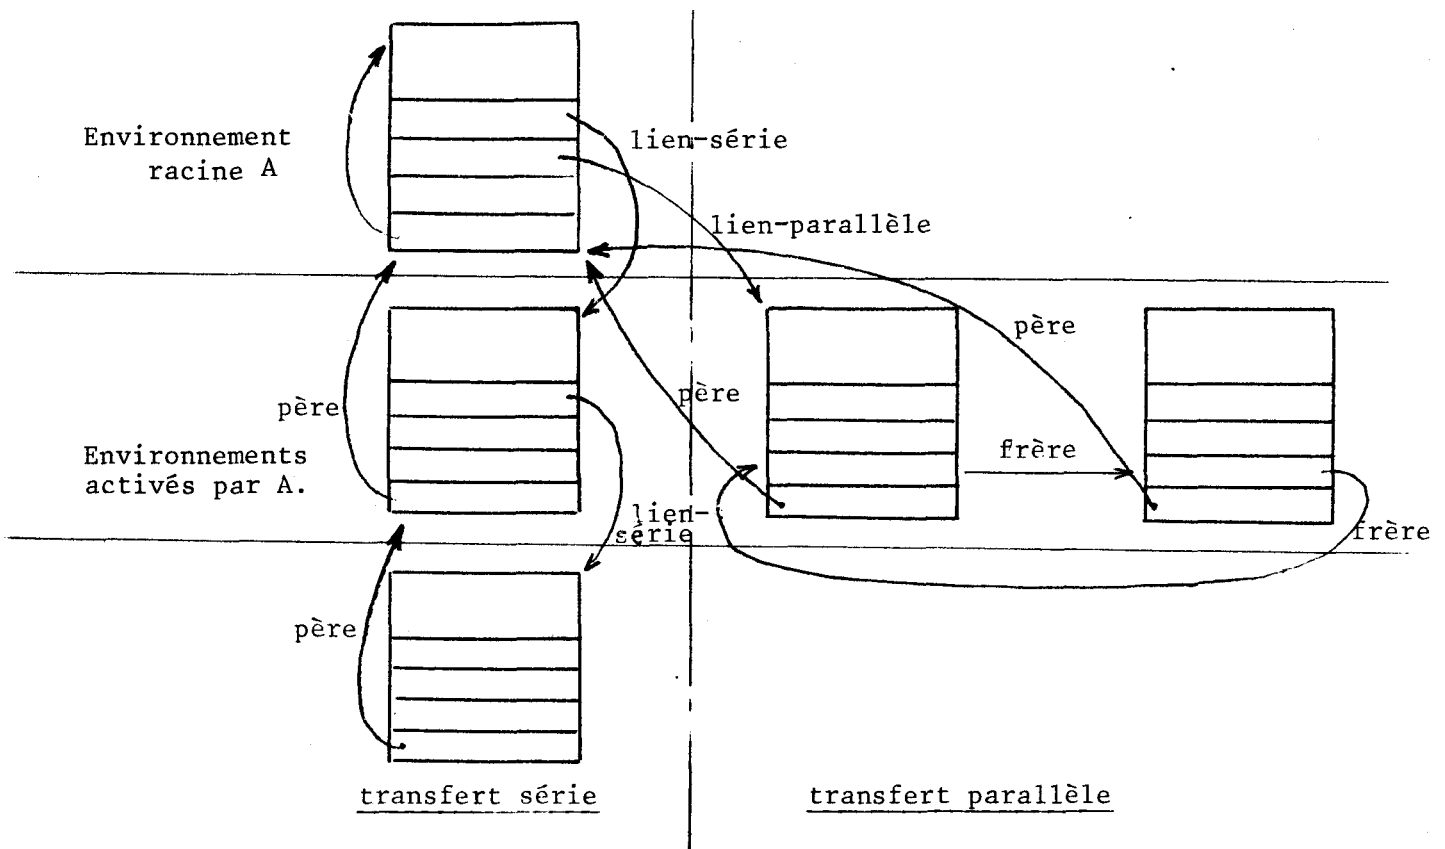 Environnement
racine A
lien-série
lien-parallèle
père
père
père
frère
Environnements
activés par A.
lien-
série
frère
père
transfert série
transfert parallèle